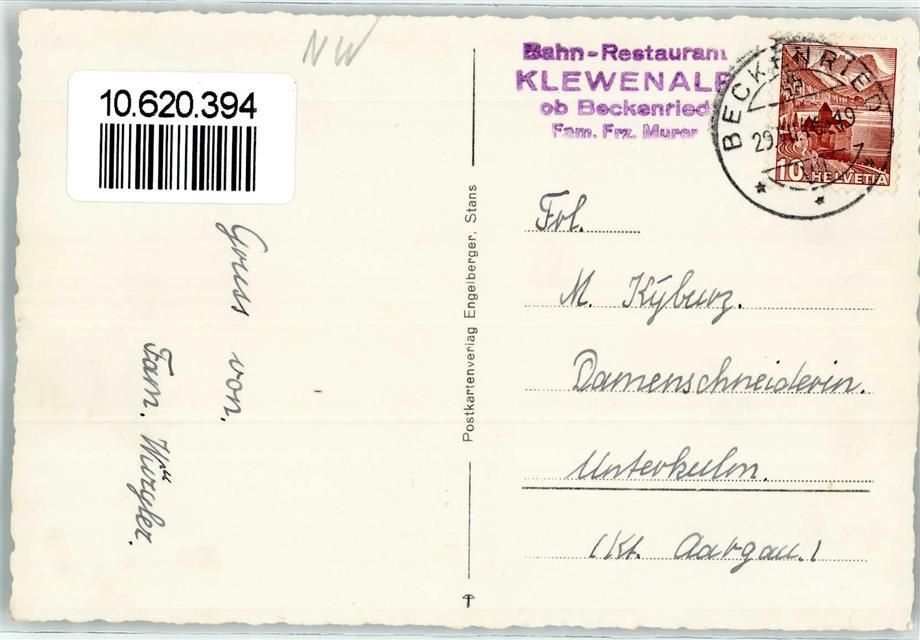 NW
10.620.394
Bahn-Restaurant
KLEWENALP
ob Beckenried
Fam. Frz. Murer
BECKENRIED
10 HELVETIA
Gruss von.
Fam. Würgler.
Postkartenverlag Engelberger, Stans
Frl.
M. Kyburz.
Damenschneiderin.
Unterkulm.
(Kt. Aargau.)